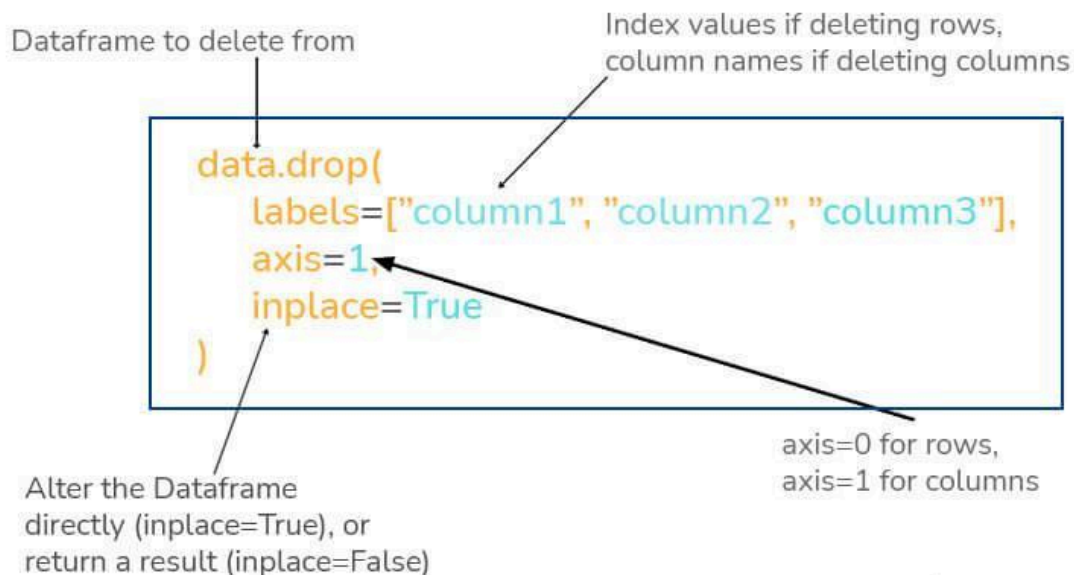 Dataframe to delete from
Index values if deleting rows,
column names if deleting columns
data.drop(
labels=["column1", "column2", "column3"],
axis=1,
inplace=True
)
axis=0 for rows,
axis=1 for columns
Alter the Dataframe
directly (inplace=True), or
return a result (inplace=False)